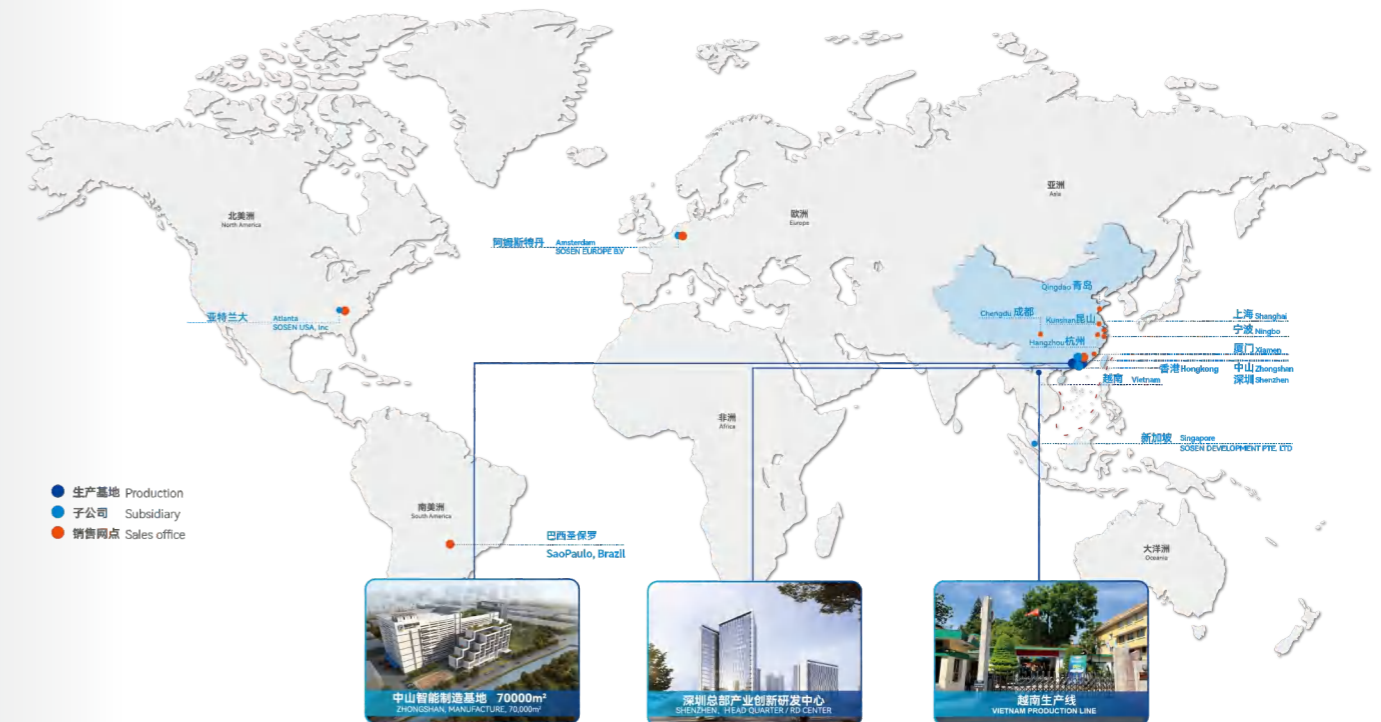 北美洲
North America
欧洲
Europe
亚洲
Asia
阿姆斯特丹 Amsterdam
SOSEN EUROPE B.V
亚特兰大 Atlanta
SOSEN USA, Inc
Qingdao 青岛
Chengdu 成都
Kunshan 昆山
Hangzhou 杭州
上海 Shanghai
宁波 Ningbo
厦门 Xiamen
香港 Hongkong
中山 Zhongshan
越南 Vietnam
深圳 Shenzhen
非洲
Africa
新加坡 Singapore
SOSEN DEVELOPMENT PTE. LTD
生产基地 Production
子公司 Subsidiary
销售网点 Sales office
南美洲
South America
巴西圣保罗
SaoPaulo, Brazil
大洋洲
Oceania
中山智能制造基地 70000m²
ZHONGSHAN, MANUFACTURE, 70,000m²
深圳总部产业创新研发中心
SHENZHEN, HEAD QUARTER / RD CENTER
越南生产线
VIETNAM PRODUCTION LINE